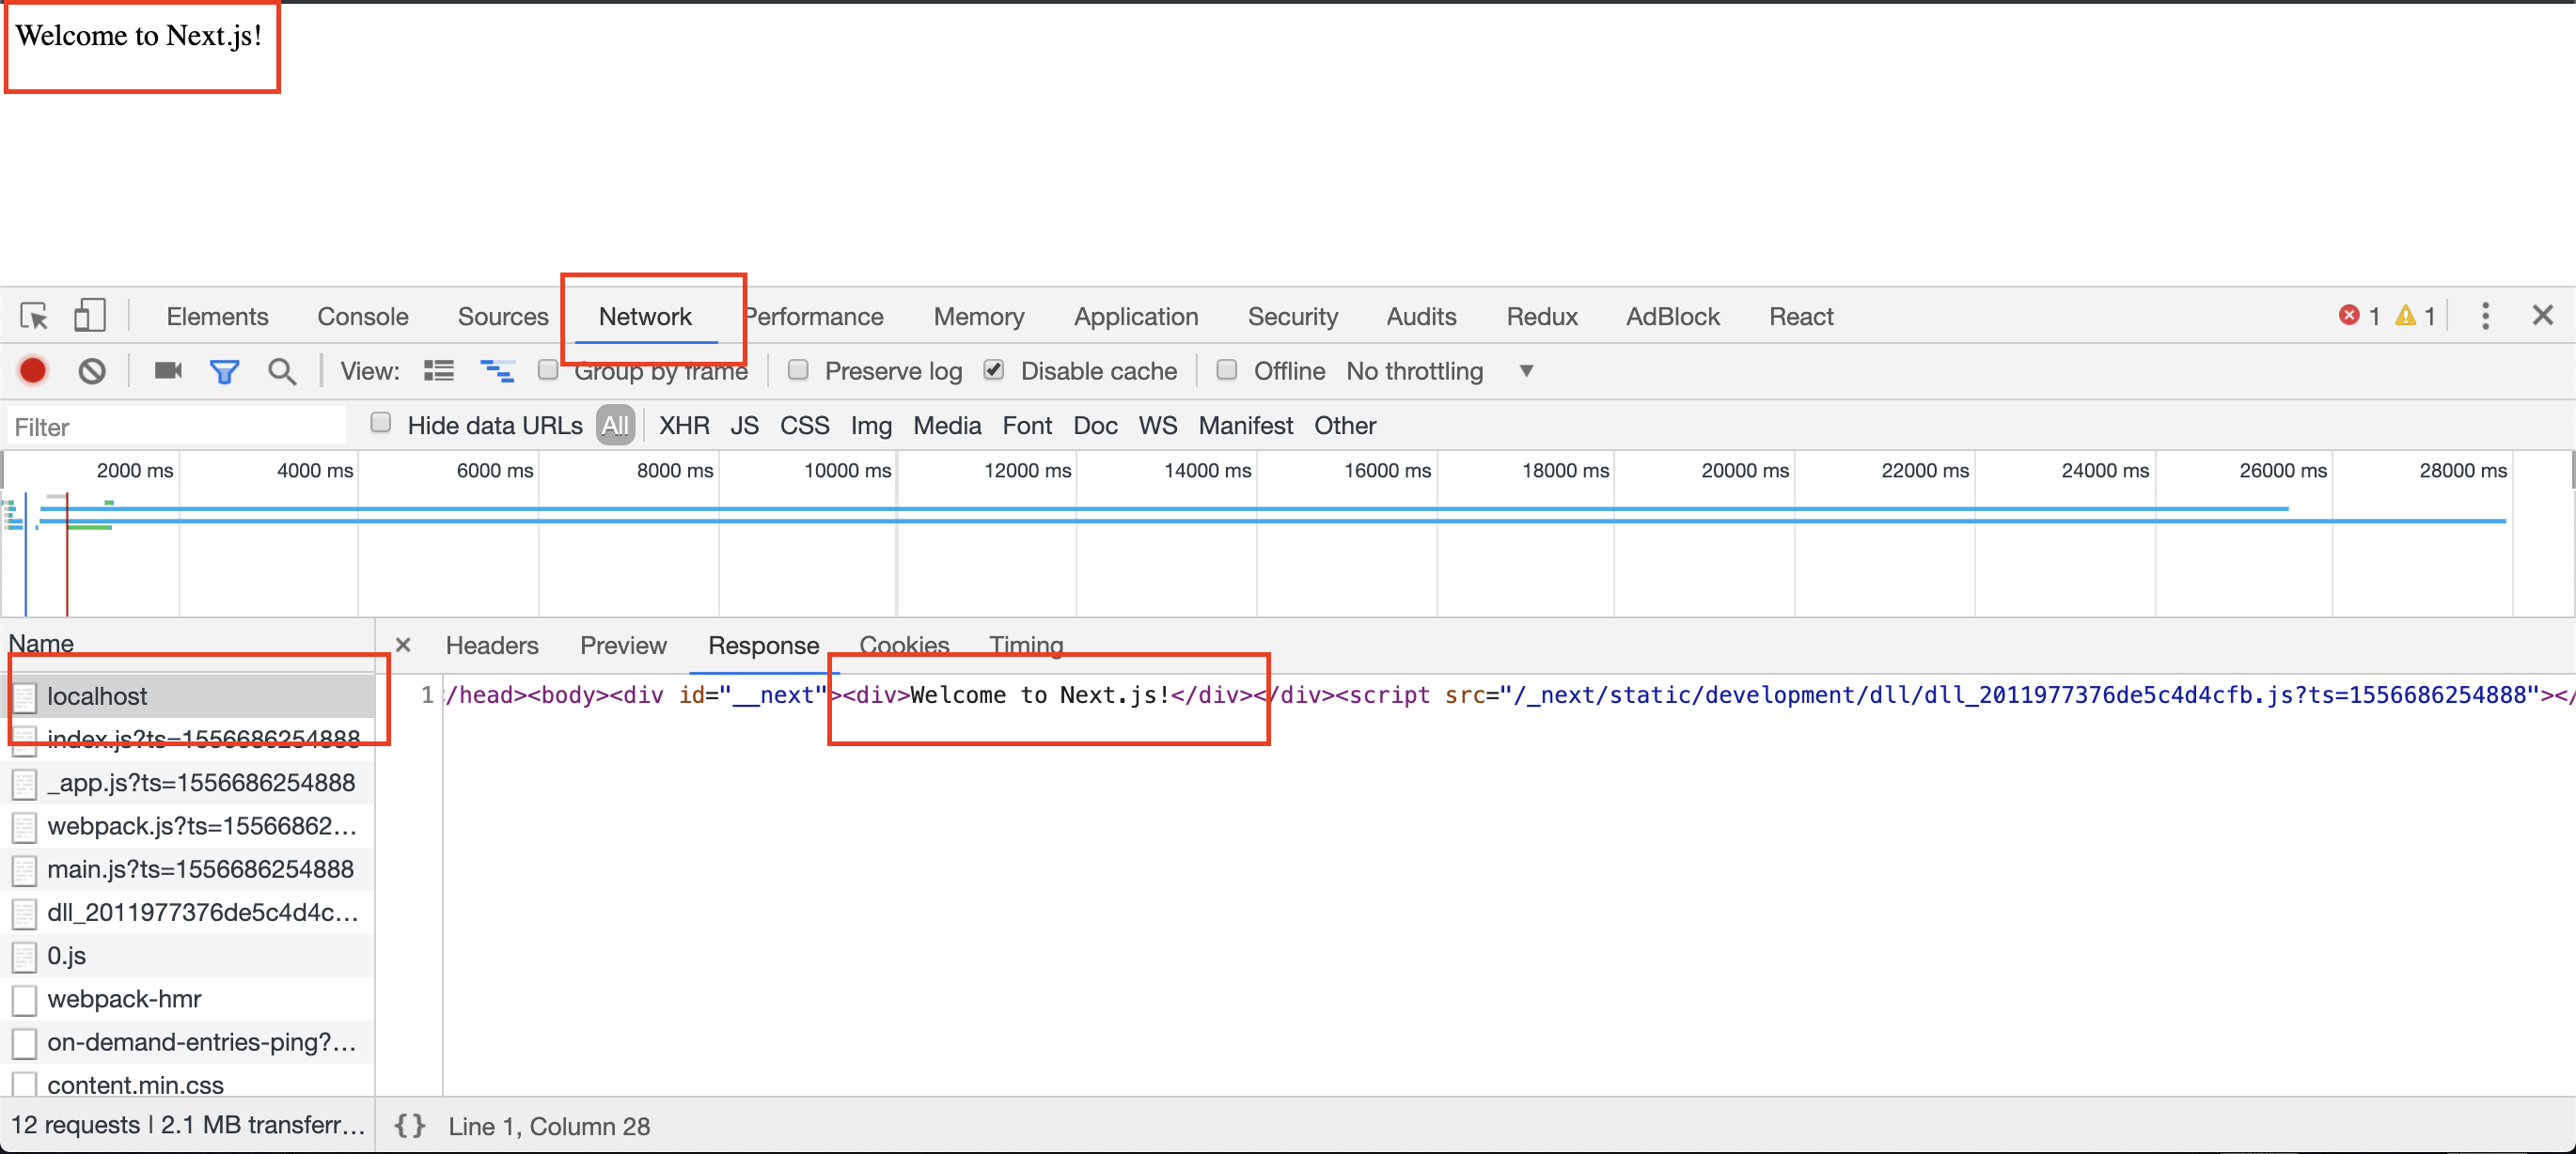 Welcome to Next.js!
Elements Console Sources Network Performance Memory Application Security Audits Redux AdBlock React 1 1
View: Group by frame Preserve log Disable cache Offline No throttling
Filter Hide data URLs All XHR JS CSS Img Media Font Doc WS Manifest Other
2000 ms 4000 ms 6000 ms 8000 ms 10000 ms 12000 ms 14000 ms 16000 ms 18000 ms 20000 ms 22000 ms 24000 ms 26000 ms 28000 ms
Name Headers Preview Response Cookies Timing
localhost
1 :/head><body><div id="__next"><div>Welcome to Next.js!</div></div><script src="/_next/static/development/dll/dll_2011977376de5c4d4cfb.js?ts=1556686254888"></
index.js?ts=1556686254888
_app.js?ts=1556686254888
webpack.js?ts=15566862…
main.js?ts=1556686254888
dll_2011977376de5c4d4c…
0.js
webpack-hmr
on-demand-entries-ping?…
content.min.css
12 requests | 2.1 MB transferr… {} Line 1, Column 28